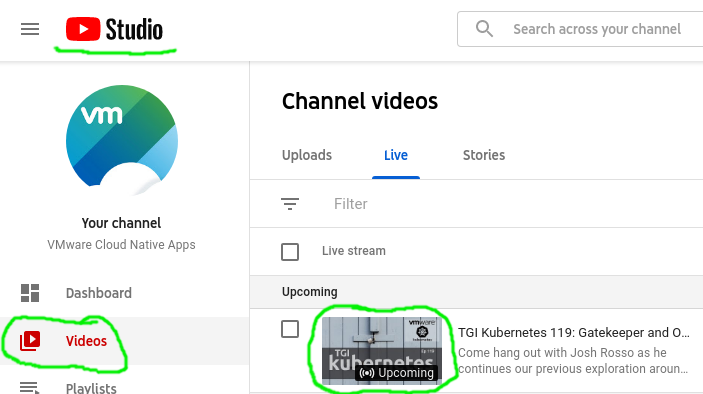 Studio
Search across your channel
vm
Your channel
VMware Cloud Native Apps
Dashboard
Videos
Playlists
Channel videos
Uploads
Live
Stories
Filter
Live stream
Upcoming
vmware
kubernetes
TGI
Ep 119
kubernetes
Upcoming
TGI Kubernetes 119: Gatekeeper and O…
Come hang out with Josh Rosso as he
continues our previous exploration aroun…